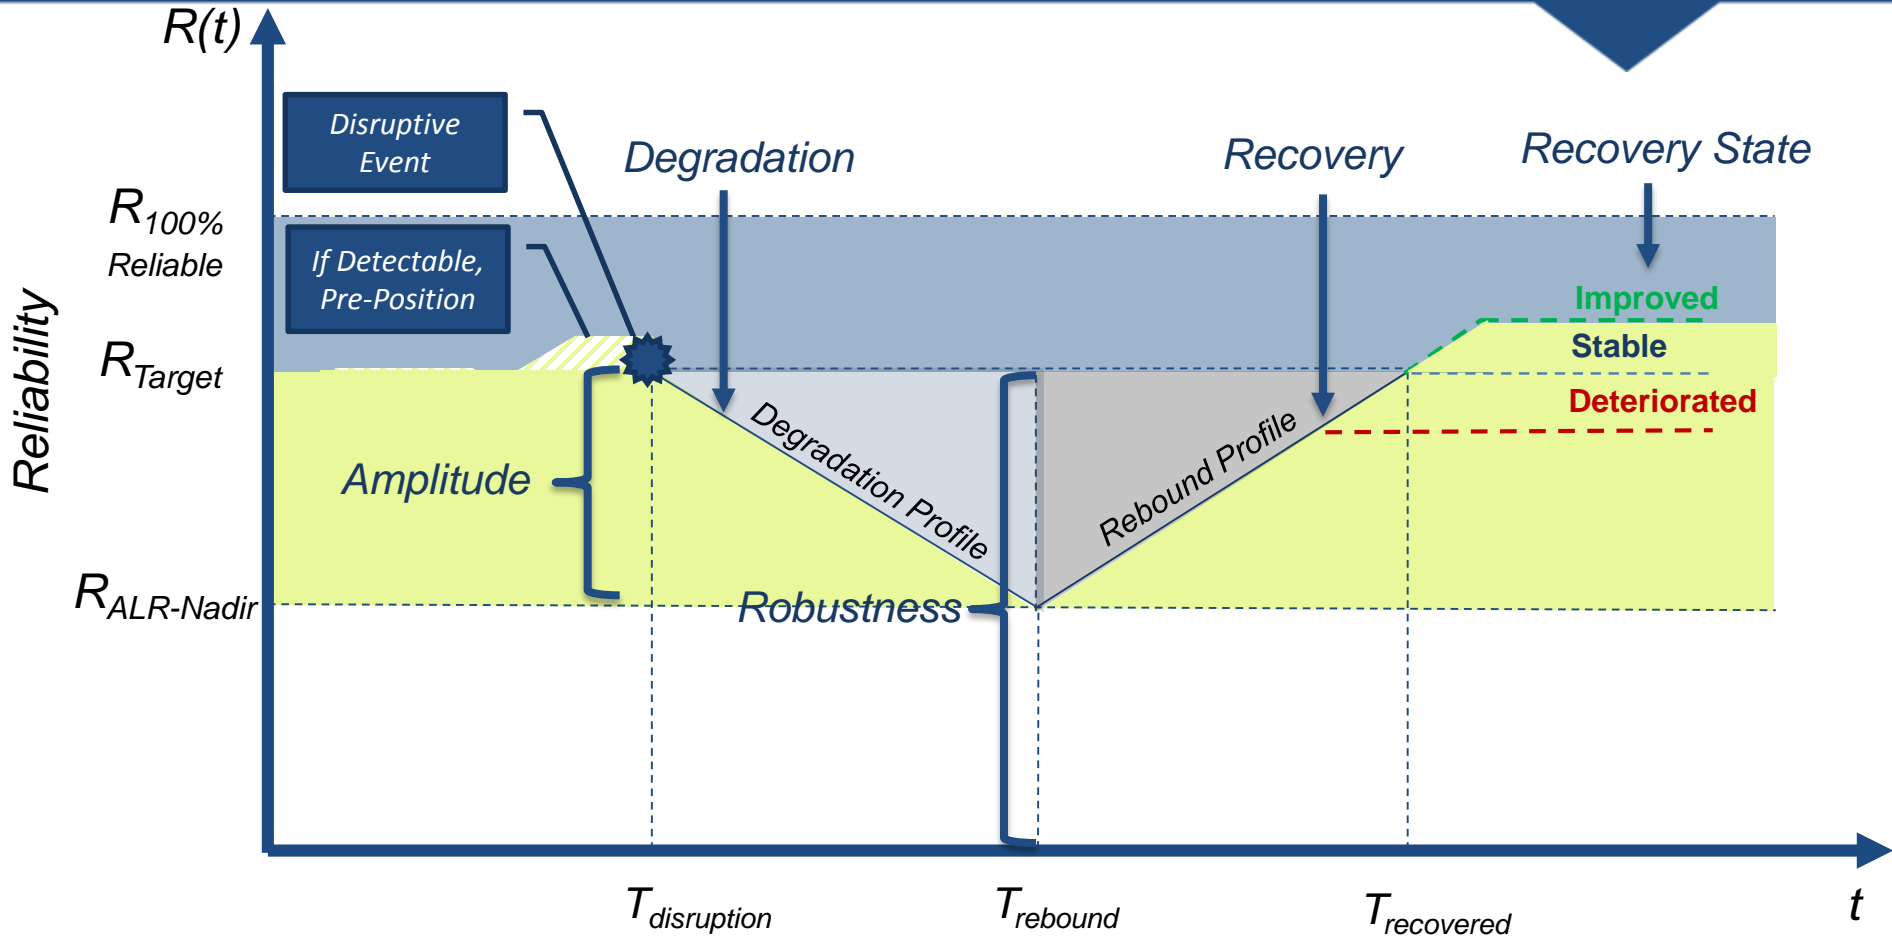 R(t)
Disruptive
Event
Degradation
Recovery
Recovery State
R100%
Reliable
If Detectable,
Pre-Position
Improved
Stable
Deteriorated
Reliability
RTarget
Degradation Profile
Rebound Profile
Amplitude
RALR-Nadir
Robustness
Tdisruption
Trebound
Trecovered
t